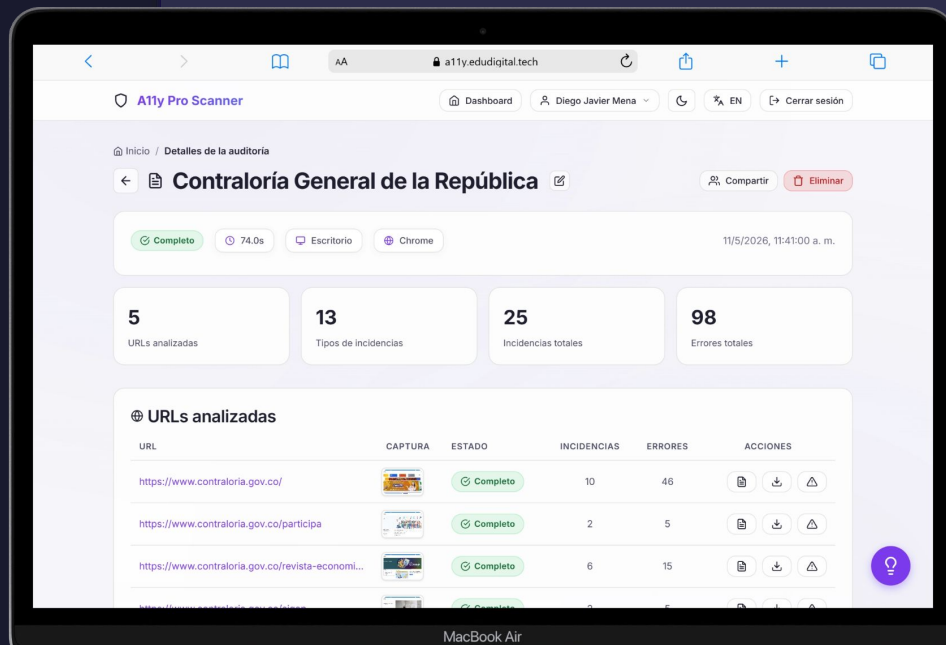 AA
a11y.edudigital.tech
A11y Pro Scanner
Dashboard
Diego Javier Mena
EN
Cerrar sesión
Inicio / Detalles de la auditoría
Contraloría General de la República
Compartir
Eliminar
Completo
74.0s
Escritorio
Chrome
11/5/2026, 11:41:00 a. m.
5
URLs analizadas
13
Tipos de incidencias
25
Incidencias totales
98
Errores totales
URLs analizadas
URL CAPTURA ESTADO INCIDENCIAS ERRORES ACCIONES
https://www.contraloria.gov.co/ Completo 10 46
https://www.contraloria.gov.co/participa Completo 2 5
https://www.contraloria.gov.co/revista-economi... Completo 6 15
MacBook Air